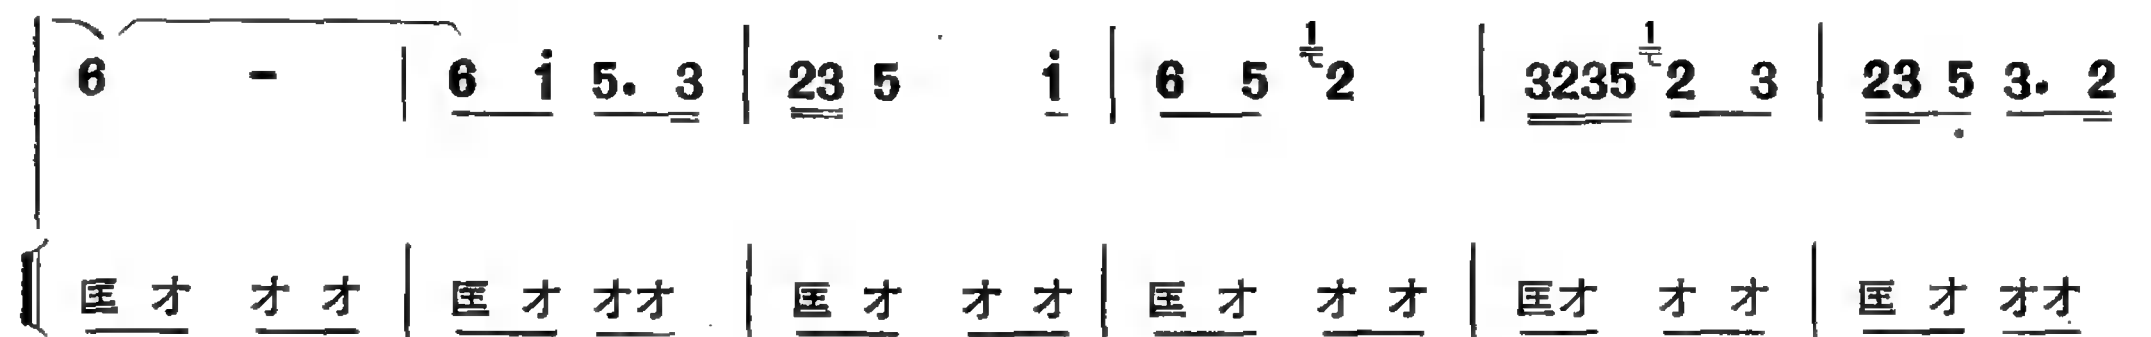 6 - | 6 i 5. 3 | 23 5 i | 6 5 1 2 | 3235 1 2 3 | 23 5 3. 2
匡 才 才 才 | 匡 才 才才 | 匡 才 才 才 | 匡 才 才 才 | 匡才 才 才 | 匡 才 才才